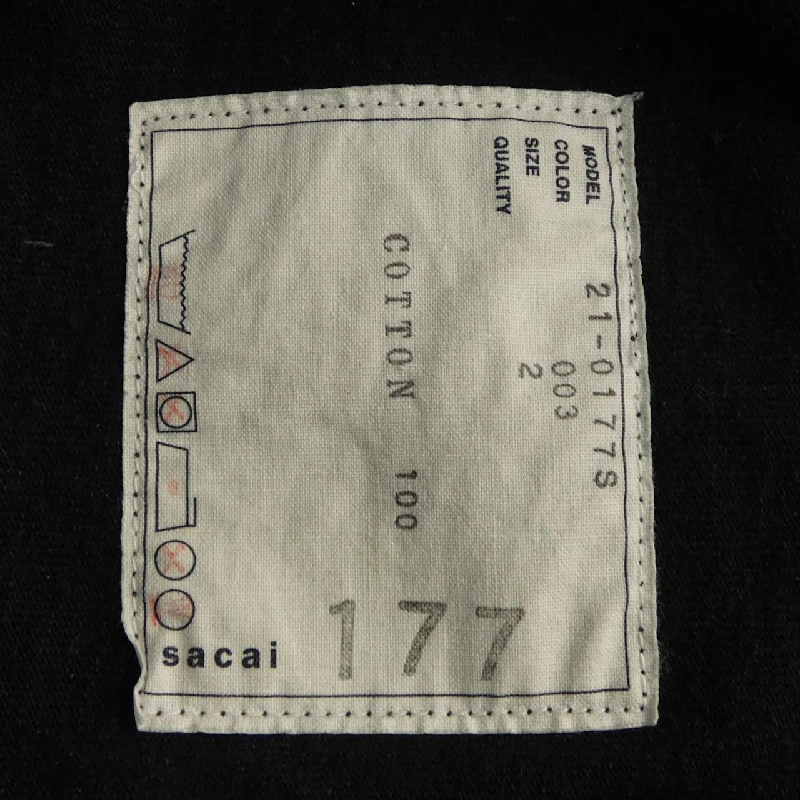 MODEL 21-0177S
COLOR 003
SIZE 2
QUALITY
COTTON 100
177
sacai